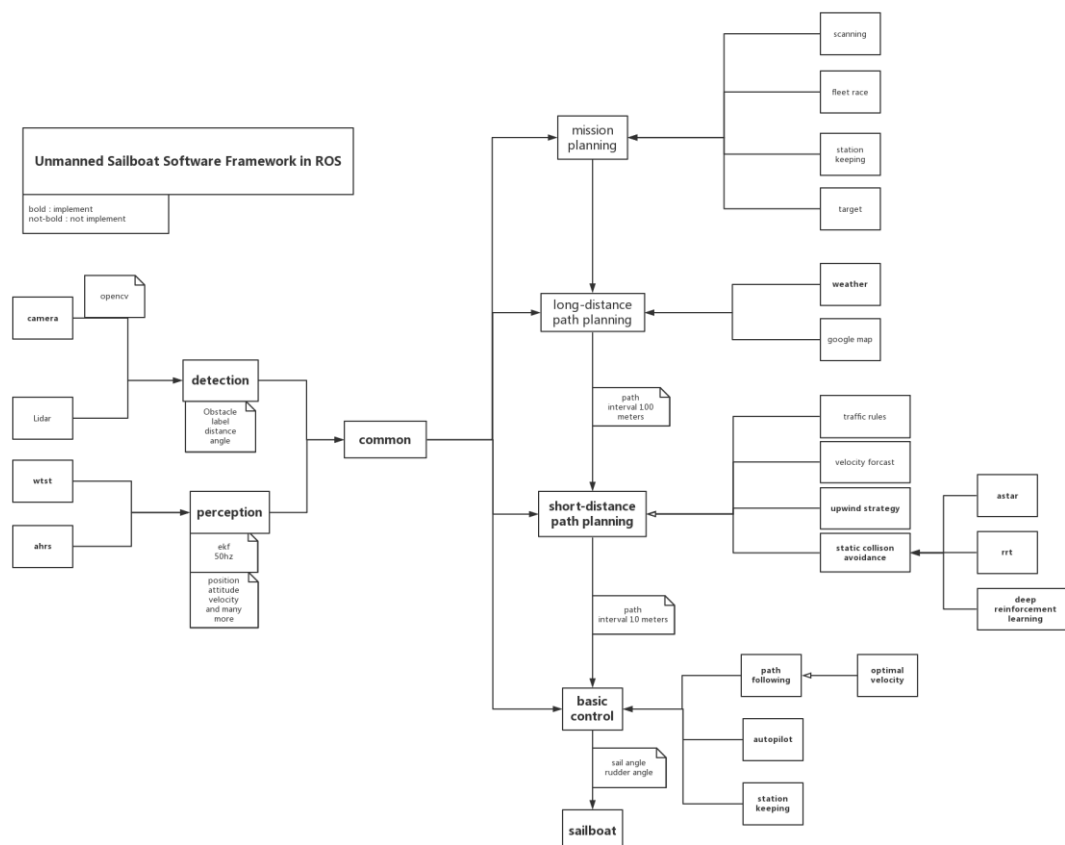 Unmanned Sailboat Software Framework in ROS
bold : implement
not-bold : not implement
opencv
camera
Lidar
detection
Obstacle
label
distance
angle
wtst
ahrs
perception
ekf
50hz
position
attitude
velocity
and many
more
common
mission
planning
scanning
fleet race
station
keeping
target
long-distance
path planning
weather
google map
path
interval 100
meters
short-distance
path planning
traffic rules
velocity forcast
upwind strategy
static collison
avoidance
astar
rrt
deep
reinforcement
learning
path
interval 10 meters
basic
control
path
following
optimal
velocity
autopilot
station
keeping
sail angle
rudder angle
sailboat